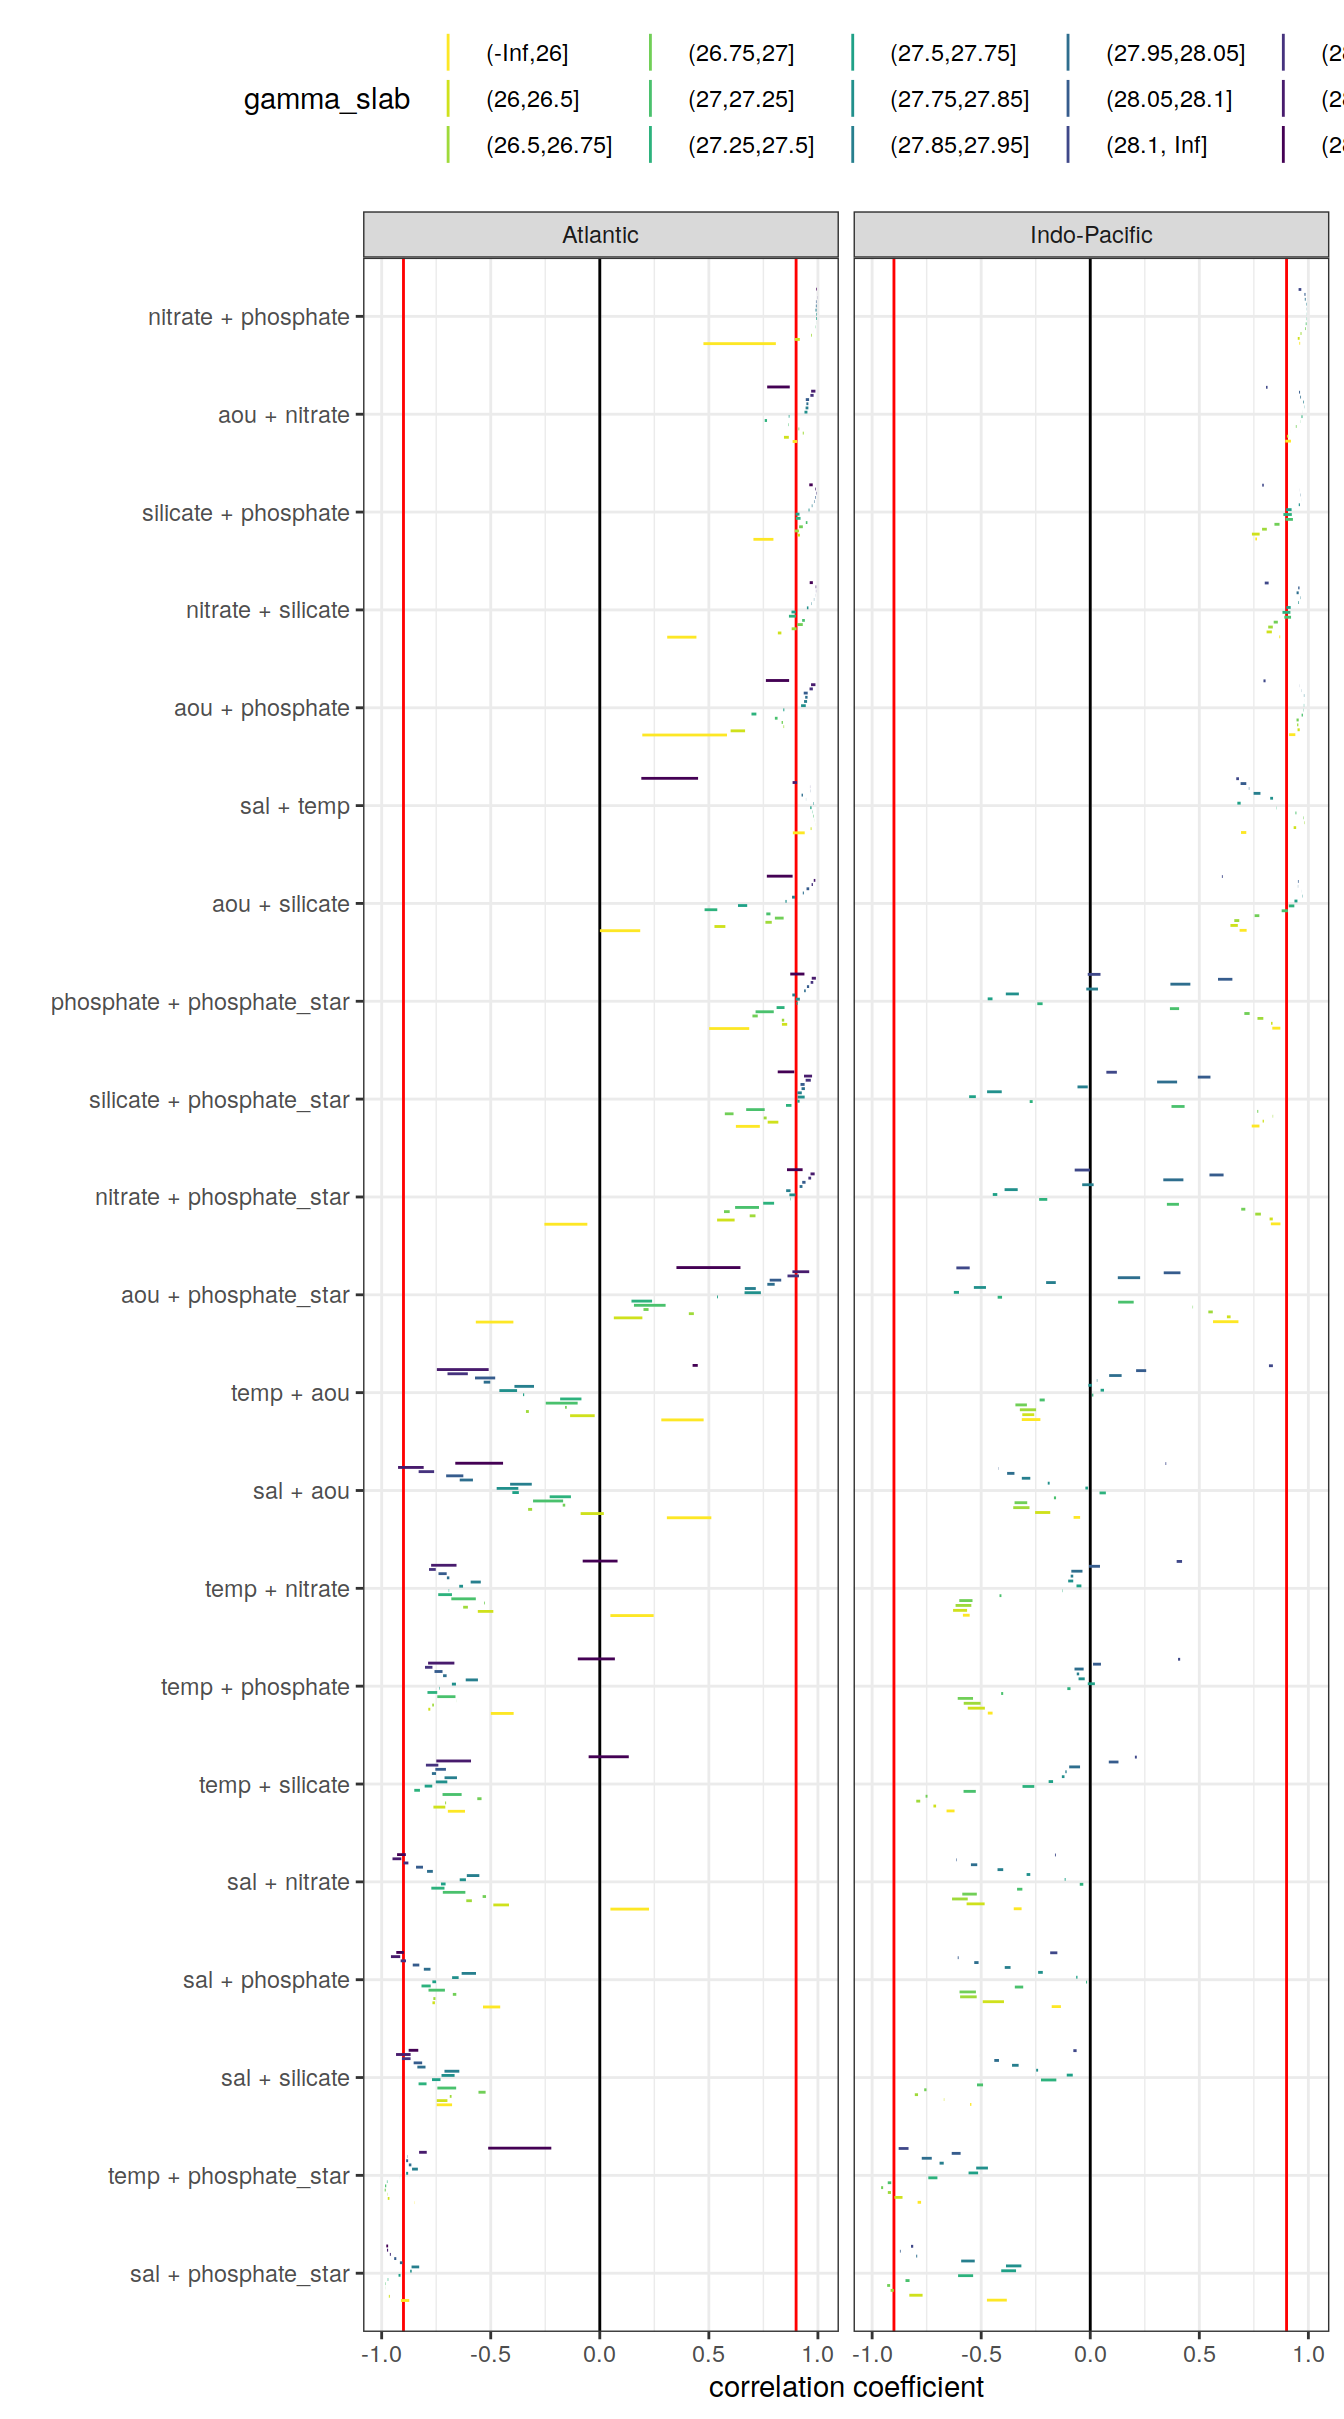 (-Inf,26] (26.75,27] (27.5,27.75] (27.95,28.05]
gamma_slab (26,26.5] (27,27.25] (27.75,27.85] (28.05,28.1]
(26.5,26.75] (27.25,27.5] (27.85,27.95] (28.1, Inf]
Atlantic Indo-Pacific
nitrate + phosphate
aou + nitrate
silicate + phosphate
nitrate + silicate
aou + phosphate
sal + temp
aou + silicate
phosphate + phosphate_star
silicate + phosphate_star
nitrate + phosphate_star
aou + phosphate_star
temp + aou
sal + aou
temp + nitrate
temp + phosphate
temp + silicate
sal + nitrate
sal + phosphate
sal + silicate
temp + phosphate_star
sal + phosphate_star
-1.0 -0.5 0.0 0.5 1.0 -1.0 -0.5 0.0 0.5 1.0
correlation coefficient